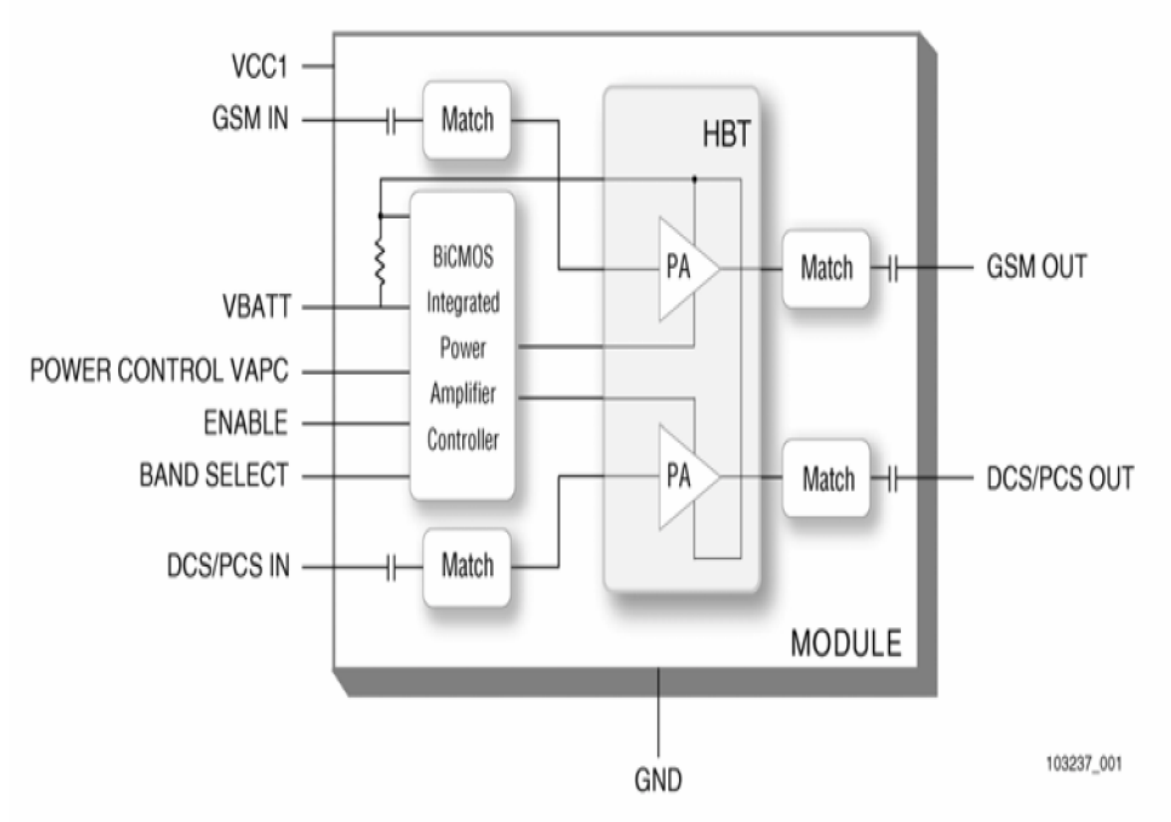 VCC1
GSM IN
Match
HBT
BiCMOS
Integrated
Power
Amplifier
Controller
PA
Match
GSM OUT
VBATT
POWER CONTROL VAPC
ENABLE
BAND SELECT
PA
Match
DCS/PCS OUT
DCS/PCS IN
Match
MODULE
GND
103237_001